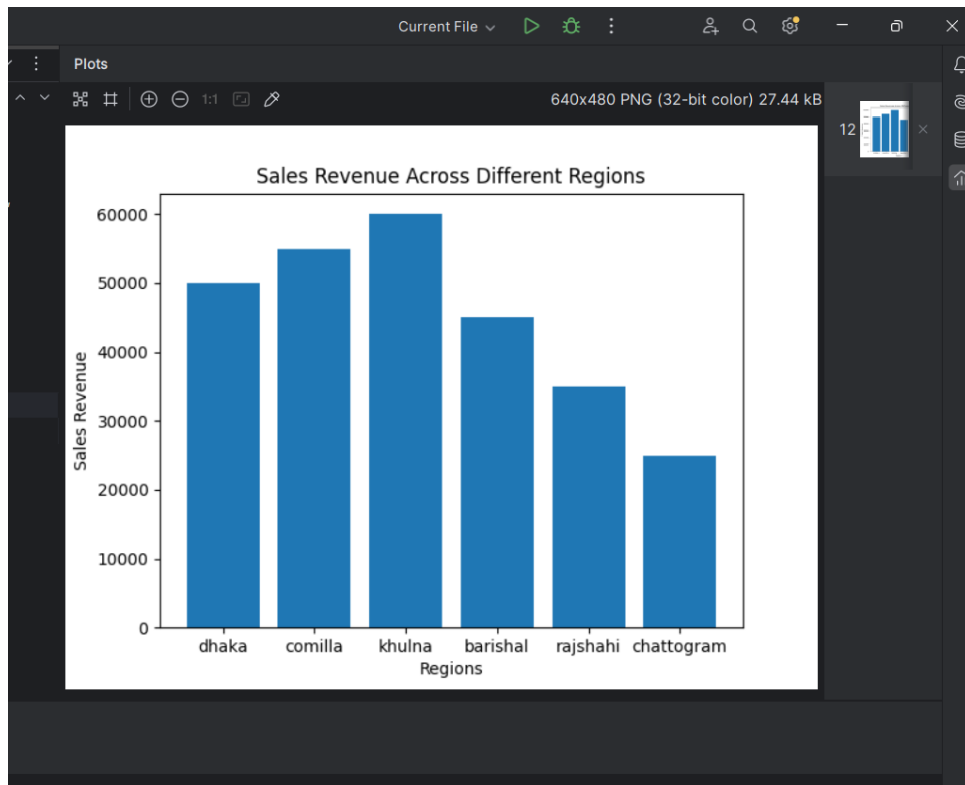 Current File
Plots
1:1
640x480 PNG (32-bit color) 27.44 kB
12
Sales Revenue Across Different Regions
60000
50000
40000
30000
20000
10000
0
Sales Revenue
dhaka comilla khulna barishal rajshahi chattogram
Regions